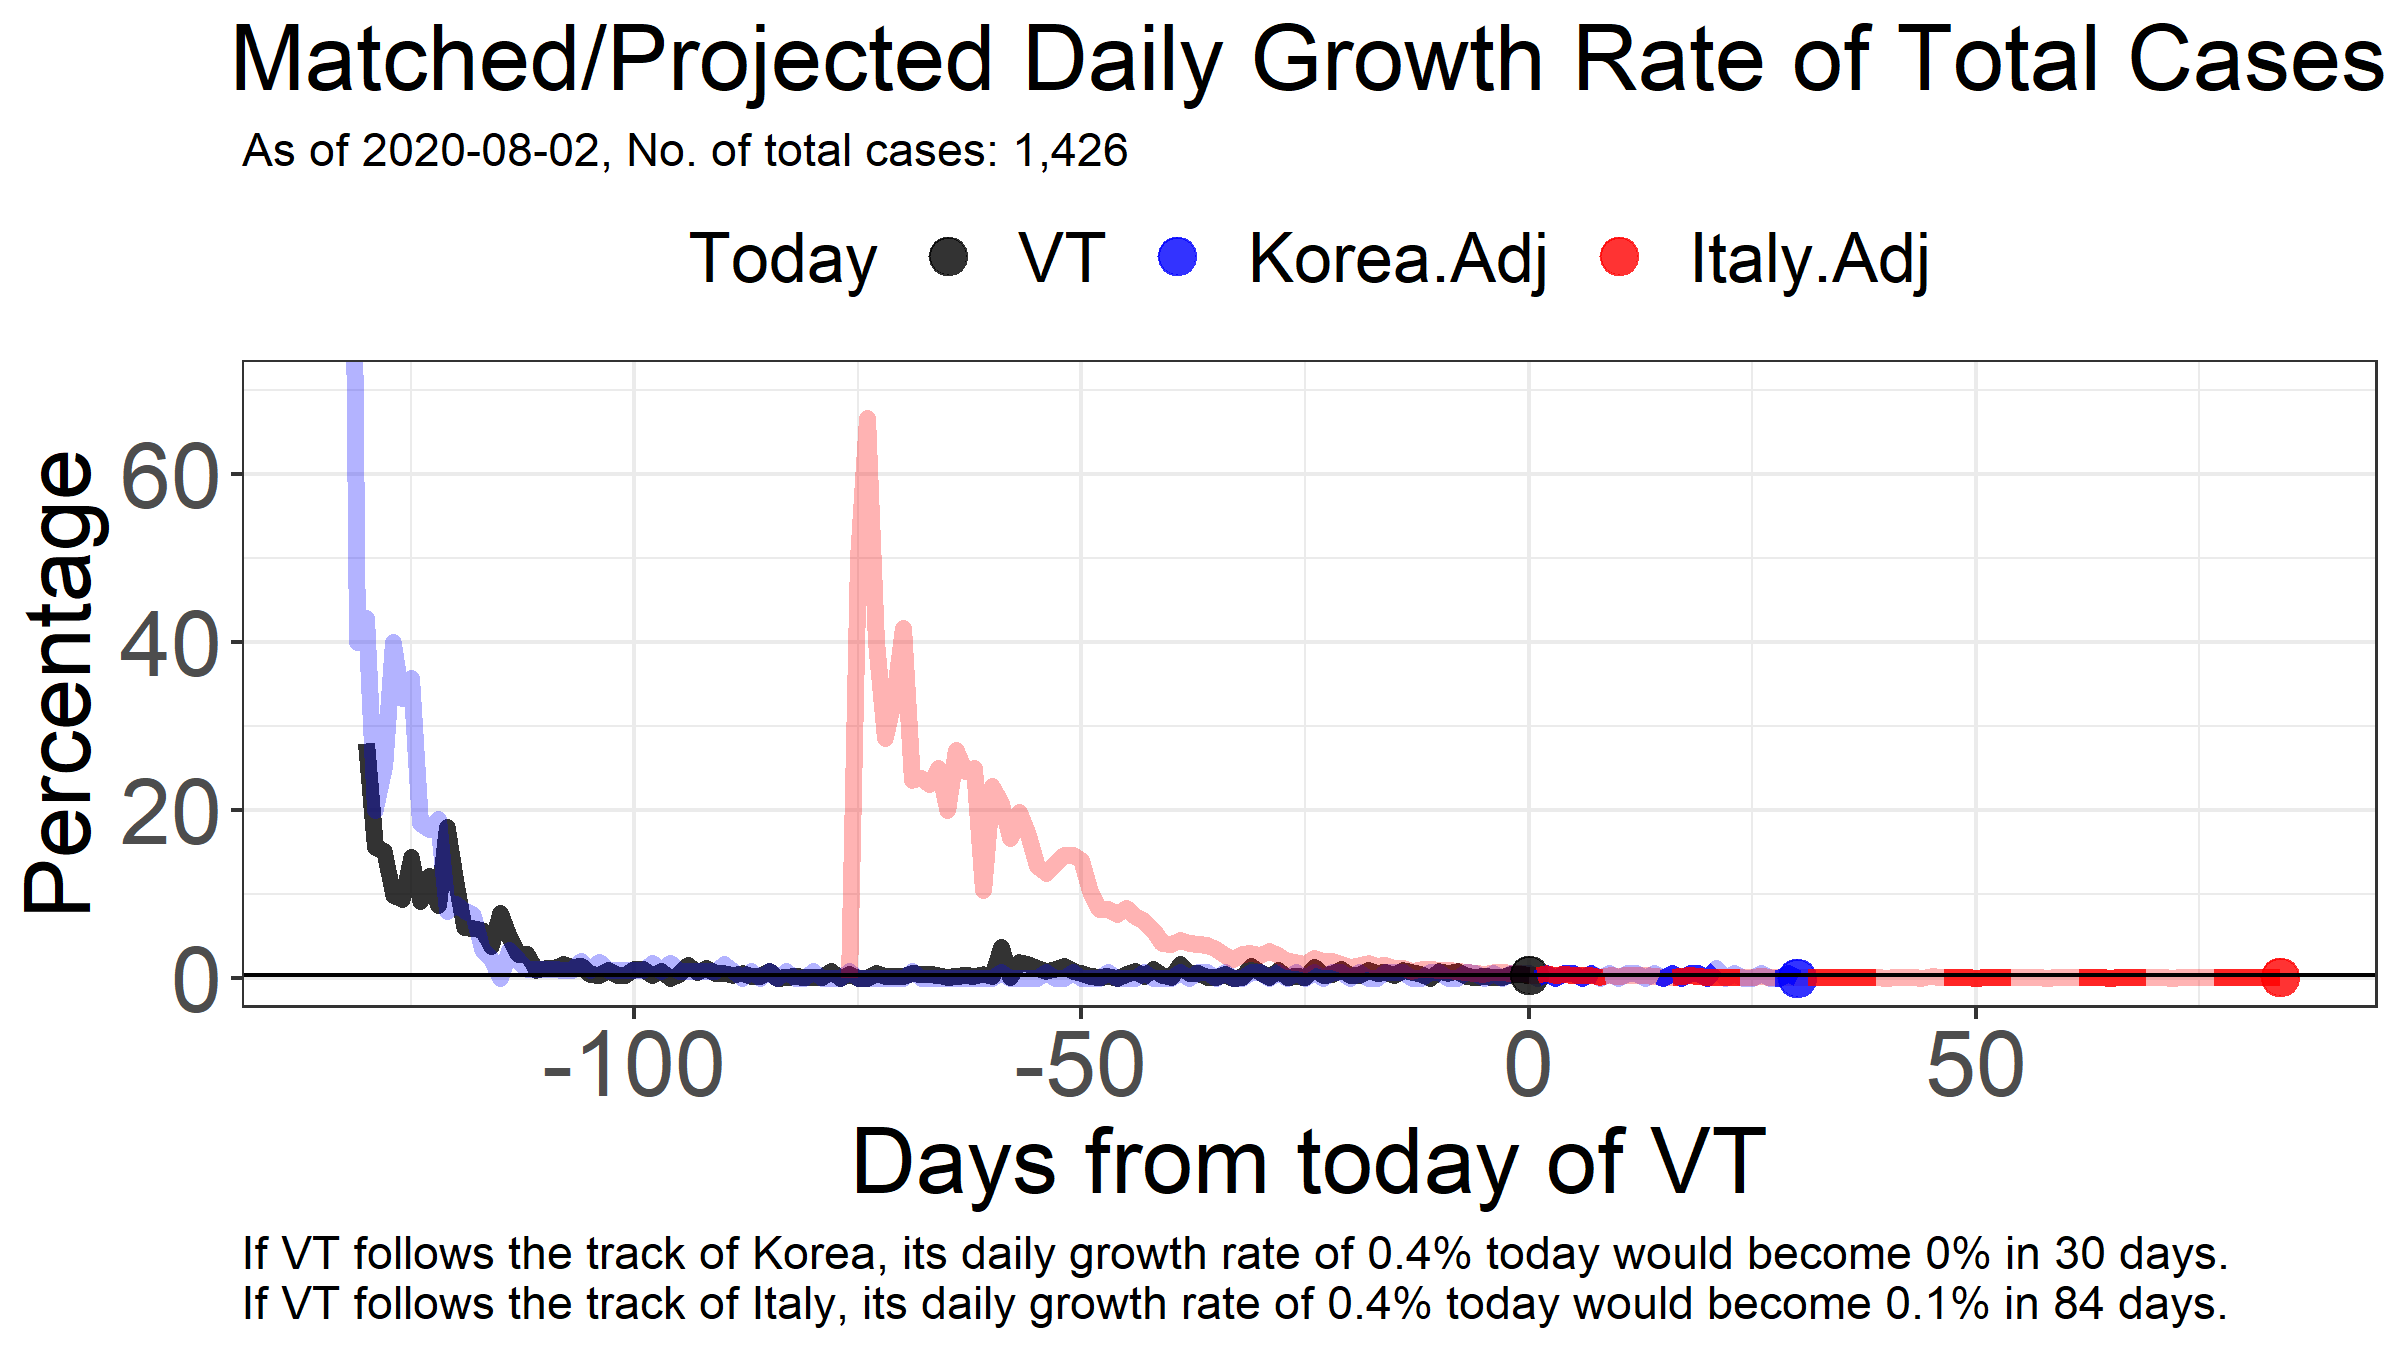 Matched/Projected Daily Growth Rate of Total Cases
As of 2020-08-02, No. of total cases: 1,426
Today VT Korea.Adj Italy.Adj
Percentage
60
40
20
0
-100 -50 0 50
Days from today of VT
If VT follows the track of Korea, its daily growth rate of 0.4% today would become 0% in 30 days.
If VT follows the track of Italy, its daily growth rate of 0.4% today would become 0.1% in 84 days.